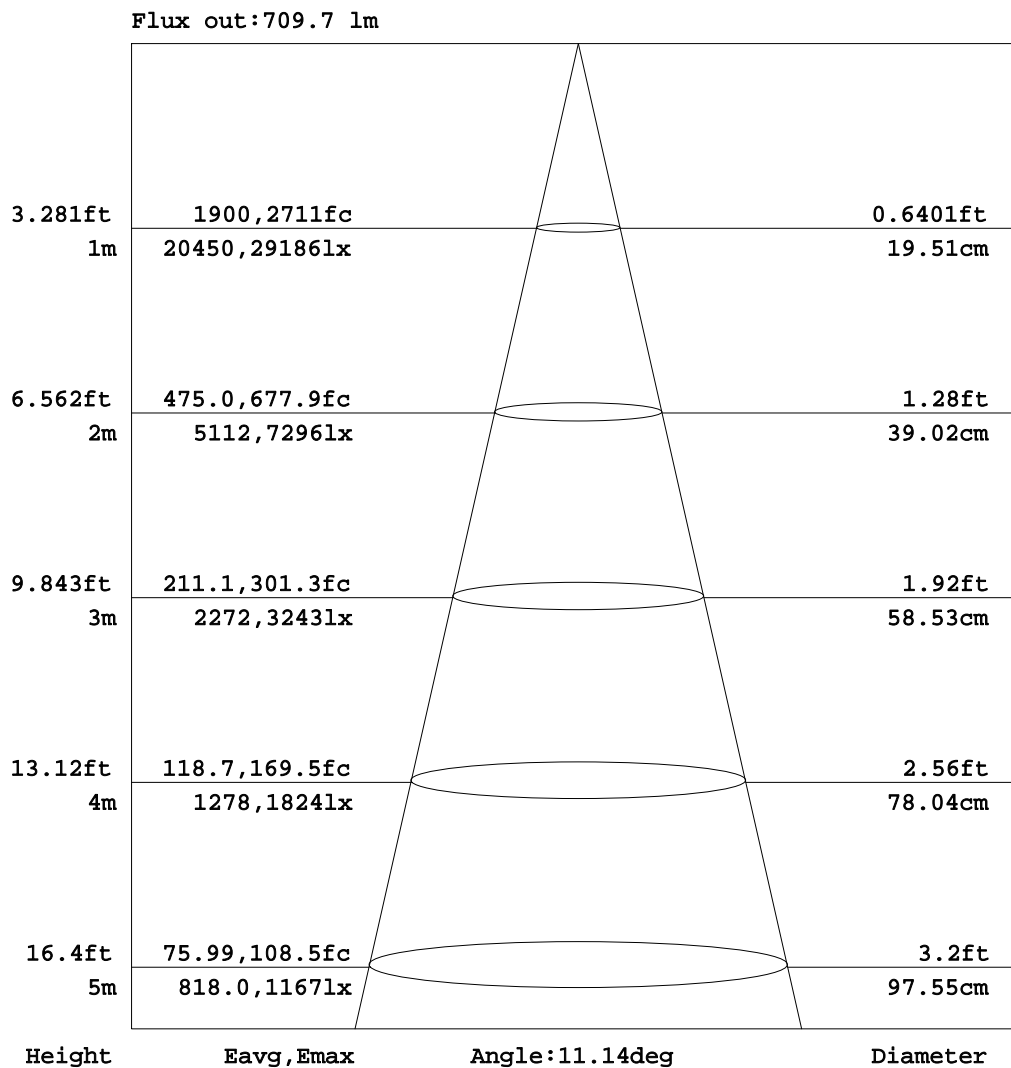 Flux out:709.7 lm
3.281ft 1900,2711fc 0.6401ft
1m 20450,29186lx 19.51cm
6.562ft 475.0,677.9fc 1.28ft
2m 5112,7296lx 39.02cm
9.843ft 211.1,301.3fc 1.92ft
3m 2272,3243lx 58.53cm
13.12ft 118.7,169.5fc 2.56ft
4m 1278,1824lx 78.04cm
16.4ft 75.99,108.5fc 3.2ft
5m 818.0,1167lx 97.55cm
Height Eavg,Emax Angle:11.14deg Diameter